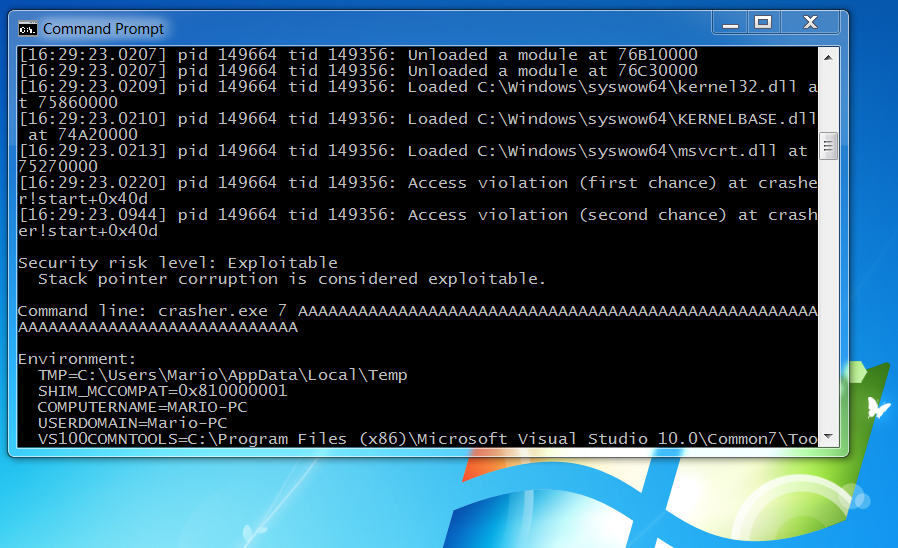 Command Prompt
[16:29:23.0207] pid 149664 tid 149356: Unloaded a module at 76B10000
[16:29:23.0207] pid 149664 tid 149356: Unloaded a module at 76C30000
[16:29:23.0209] pid 149664 tid 149356: Loaded C:\Windows\syswow64\kernel32.dll a
t 75860000
[16:29:23.0210] pid 149664 tid 149356: Loaded C:\Windows\syswow64\KERNELBASE.dll
 at 74A20000
[16:29:23.0213] pid 149664 tid 149356: Loaded C:\Windows\syswow64\msvcrt.dll at
75270000
[16:29:23.0220] pid 149664 tid 149356: Access violation (first chance) at crashe
r!start+0x40d
[16:29:23.0944] pid 149664 tid 149356: Access violation (second chance) at crash
er!start+0x40d
Security risk level: Exploitable
  Stack pointer corruption is considered exploitable.
Command line: crasher.exe 7 AAAAAAAAAAAAAAAAAAAAAAAAAAAAAAAAAAAAAAAAAAAAAAAAAAAA
AAAAAAAAAAAAAAAAAAAAAAAAAAAA
Environment:
  TMP=C:\Users\Mario\AppData\Local\Temp
  SHIM_MCCOMPAT=0x810000001
  COMPUTERNAME=MARIO-PC
  USERDOMAIN=Mario-PC
  VS100COMNTOOLS=C:\Program Files (x86)\Microsoft Visual Studio 10.0\Common7\Too